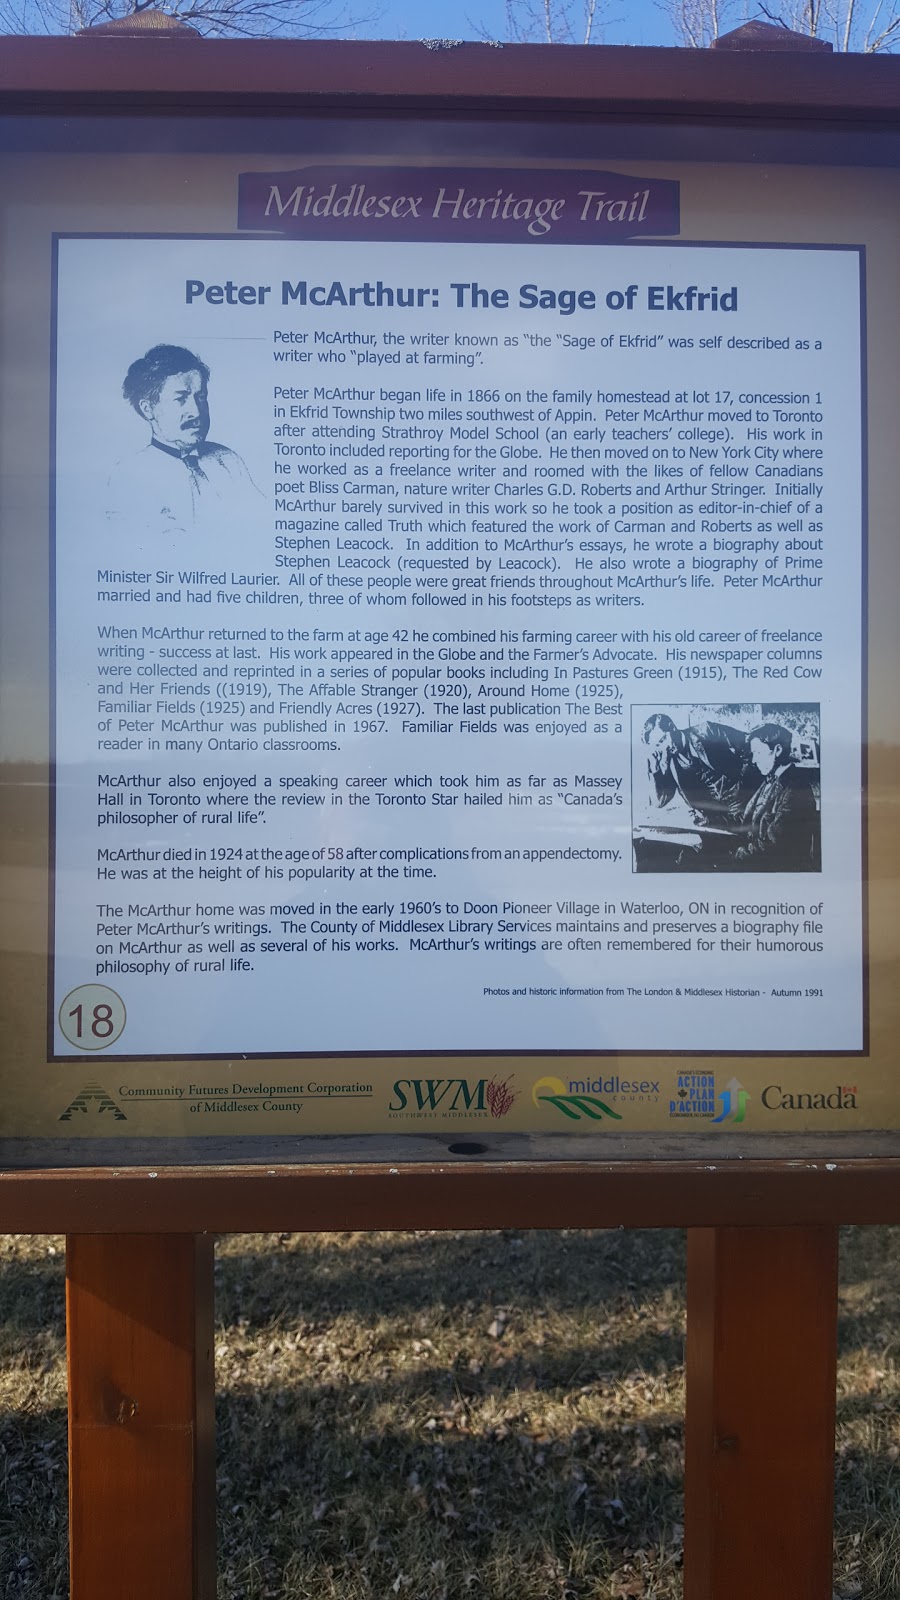 Middlesex Heritage Trail
Peter McArthur: The Sage of Ekfrid
Peter McArthur, the writer known as "the "Sage of Ekfrid" was self described as a
writer who "played at farming".
Peter McArthur began life in 1866 on the family homestead at lot 17, concession 1
in Ekfrid Township two miles southwest of Appin. Peter McArthur moved to Toronto
after attending Strathroy Model School (an early teachers' college). His work in
Toronto included reporting for the Globe. He then moved on to New York City where
he worked as a freelance writer and roomed with the likes of fellow Canadians
poet Bliss Carman, nature writer Charles G.D. Roberts and Arthur Stringer. Initially
McArthur barely survived in this work so he took a position as editor-in-chief of a
magazine called Truth which featured the work of Carman and Roberts as well as
Stephen Leacock. In addition to McArthur's essays, he wrote a biography about
Stephen Leacock (requested by Leacock). He also wrote a biography of Prime
Minister Sir Wilfred Laurier. All of these people were great friends throughout McArthur's life. Peter McArthur
married and had five children, three of whom followed in his footsteps as writers.
When McArthur returned to the farm at age 42 he combined his farming career with his old career of freelance
writing - success at last. His work appeared in the Globe and the Farmer's Advocate. His newspaper columns
were collected and reprinted in a series of popular books including In Pastures Green (1915), The Red Cow
and Her Friends ((1919), The Affable Stranger (1920), Around Home (1925),
Familiar Fields (1925) and Friendly Acres (1927). The last publication The Best
of Peter McArthur was published in 1967. Familiar Fields was enjoyed as a
reader in many Ontario classrooms.
McArthur also enjoyed a speaking career which took him as far as Massey
Hall in Toronto where the review in the Toronto Star hailed him as "Canada's
philosopher of rural life".
McArthur died in 1924 at the age of 58 after complications from an appendectomy.
He was at the height of his popularity at the time.
The McArthur home was moved in the early 1960's to Doon Pioneer Village in Waterloo, ON in recognition of
Peter McArthur's writings. The County of Middlesex Library Services maintains and preserves a biography file
on McArthur as well as several of his works. McArthur's writings are often remembered for their humorous
philosophy of rural life.
Photos and historic information from The London & Middlesex Historian - Autumn 1991
18
Community Futures Development Corporation
of Middlesex County
SWM
SOUTHWEST MIDDLESEX
middlesex
county
CANADA'S ECONOMIC
ACTION
PLAN
D'ACTION
ÉCONOMIQUE DU CANADA
Canada